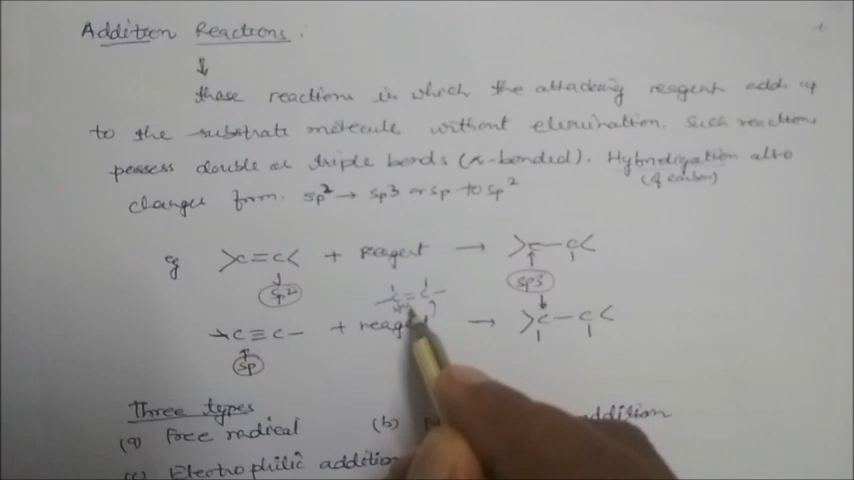 Addition Reactions :
those reactions in which the attacking reagent adds up
to the substrate molecule without elimination. Such reactions
possess double or triple bonds (π-bonded). Hybridization also
(of carbon)
changes from sp² → sp3 or sp to sp²
eg >C=C< + Reagent → >C-C<
sp2 sp3
-C≡C- + reagent → >C-C<
sp
Three types
(a) Free radical (b) addition
(c) Electrophilic addition